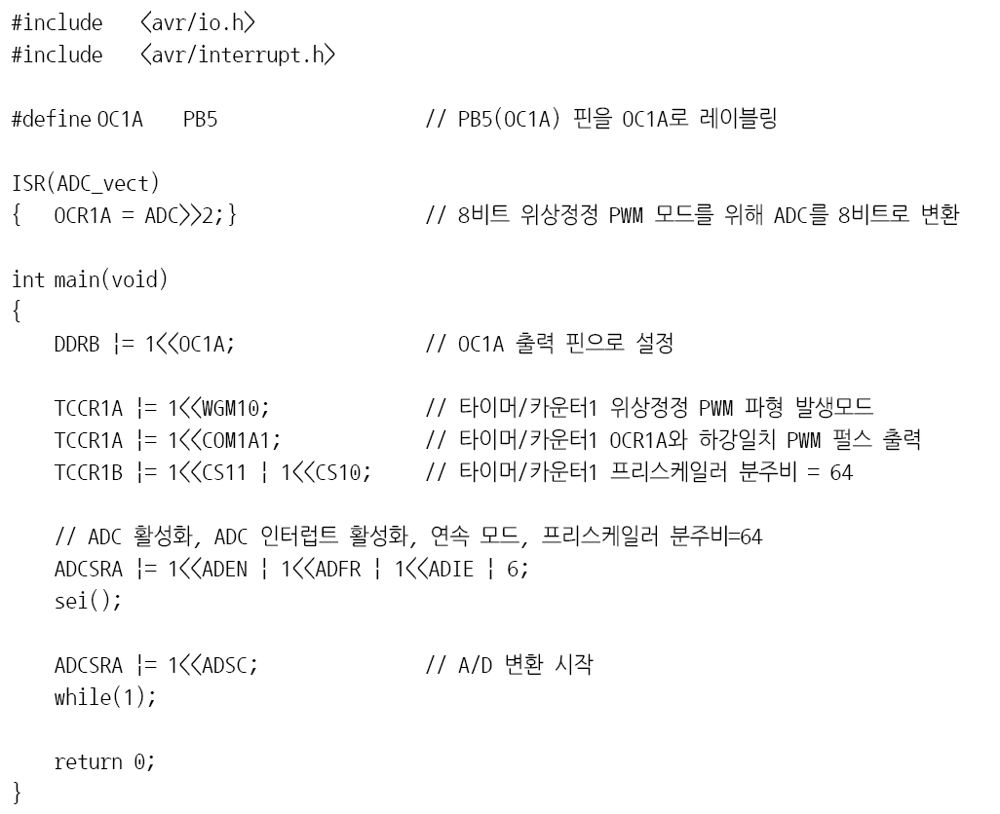 #include <avr/io.h>
#include <avr/interrupt.h>
#define OC1A PB5 // PB5(OC1A) 핀을 OC1A로 레이블링
ISR(ADC_vect)
{ OCR1A = ADC>>2;} // 8비트 위상정정 PWM 모드를 위해 ADC를 8비트로 변환
int main(void)
{
DDRB |= 1<<OC1A; // OC1A 출력 핀으로 설정
TCCR1A |= 1<<WGM10; // 타이머/카운터1 위상정정 PWM 파형 발생모드
TCCR1A |= 1<<COM1A1; // 타이머/카운터1 OCR1A와 하강일치 PWM 펄스 출력
TCCR1B |= 1<<CS11 | 1<<CS10; // 타이머/카운터1 프리스케일러 분주비 = 64
// ADC 활성화, ADC 인터럽트 활성화, 연속 모드, 프리스케일러 분주비=64
ADCSRA |= 1<<ADEN | 1<<ADFR | 1<<ADIE | 6;
sei();
ADCSRA |= 1<<ADSC; // A/D 변환 시작
while(1);
return 0;
}